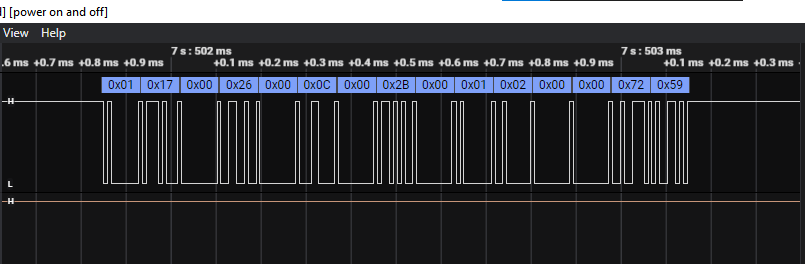 l] [power on and off]
View Help
7 s : 502 ms 7 s : 503 ms
.6 ms +0.7 ms +0.8 ms +0.9 ms +0.1 ms +0.2 ms +0.3 ms +0.4 ms +0.5 ms +0.6 ms +0.7 ms +0.8 ms +0.9 ms +0.1 ms +0.2 ms +0.3 ms
0x01 0x17 0x00 0x26 0x00 0x0C 0x00 0x2B 0x00 0x01 0x02 0x00 0x00 0x72 0x59
H
L
H